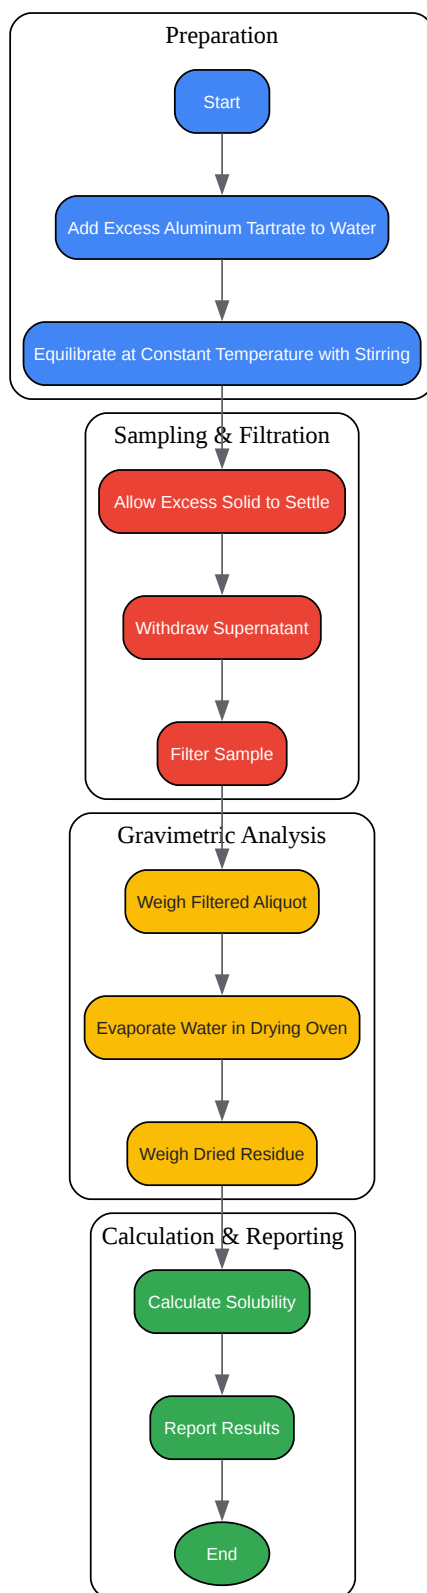 Preparation
Start
Add Excess Aluminum Tartrate to Water
Equilibrate at Constant Temperature with Stirring
Sampling & Filtration
Allow Excess Solid to Settle
Withdraw Supernatant
Filter Sample
Gravimetric Analysis
Weigh Filtered Aliquot
Evaporate Water in Drying Oven
Weigh Dried Residue
Calculation & Reporting
Calculate Solubility
Report Results
End